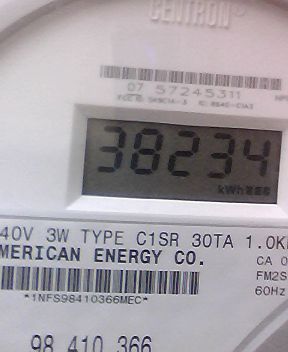 CENTRON®
07 57245311
38234
kWh
40V 3W TYPE C1SR 30TA 1.0K
MERICAN ENERGY CO.
CA 0
FM2S
60Hz
*1NFS98410366MEC*
98 410 366